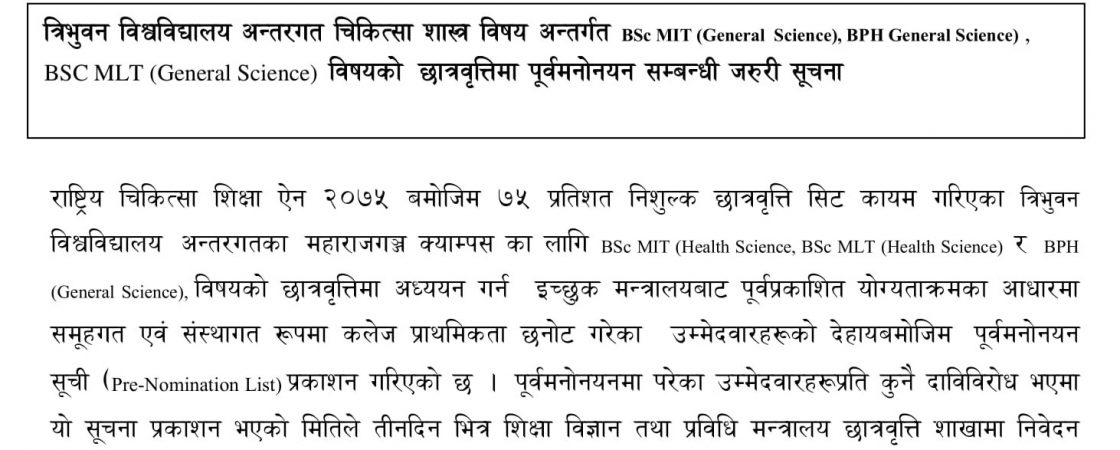 त्रिभुवन विश्वविद्यालय अन्तरगत चिकित्सा शास्त्र विषय अन्तर्गत BSc MIT (General Science), BPH General Science) ,
BSC MLT (General Science) विषयको छात्रवृत्तिमा पूर्वमनोनयन सम्बन्धी जरुरी सूचना
राष्ट्रिय चिकित्सा शिक्षा ऐन २०७५ बमोजिम ७५ प्रतिशत निशुल्क छात्रवृत्ति सिट कायम गरिएका त्रिभुवन
विश्वविद्यालय अन्तरगतका महाराजगञ्ज क्याम्पस का लागि BSc MIT (Health Science, BSc MLT (Health Science) र BPH
(General Science), विषयको छात्रवृत्तिमा अध्ययन गर्न इच्छुक मन्त्रालयबाट पूर्वप्रकाशित योग्यताक्रमका आधारमा
समूहगत एवं संस्थागत रूपमा कलेज प्राथमिकता छनोट गरेका उम्मेदवारहरूको देहायबमोजिम पूर्वमनोनयन
सूची (Pre-Nomination List) प्रकाशन गरिएको छ । पूर्वमनोनयनमा परेका उम्मेदवारहरूप्रति कुनै दाविविरोध भएमा
यो सूचना प्रकाशन भएको मितिले तीनदिन भित्र शिक्षा विज्ञान तथा प्रविधि मन्त्रालय छात्रवृत्ति शाखामा निवेदन